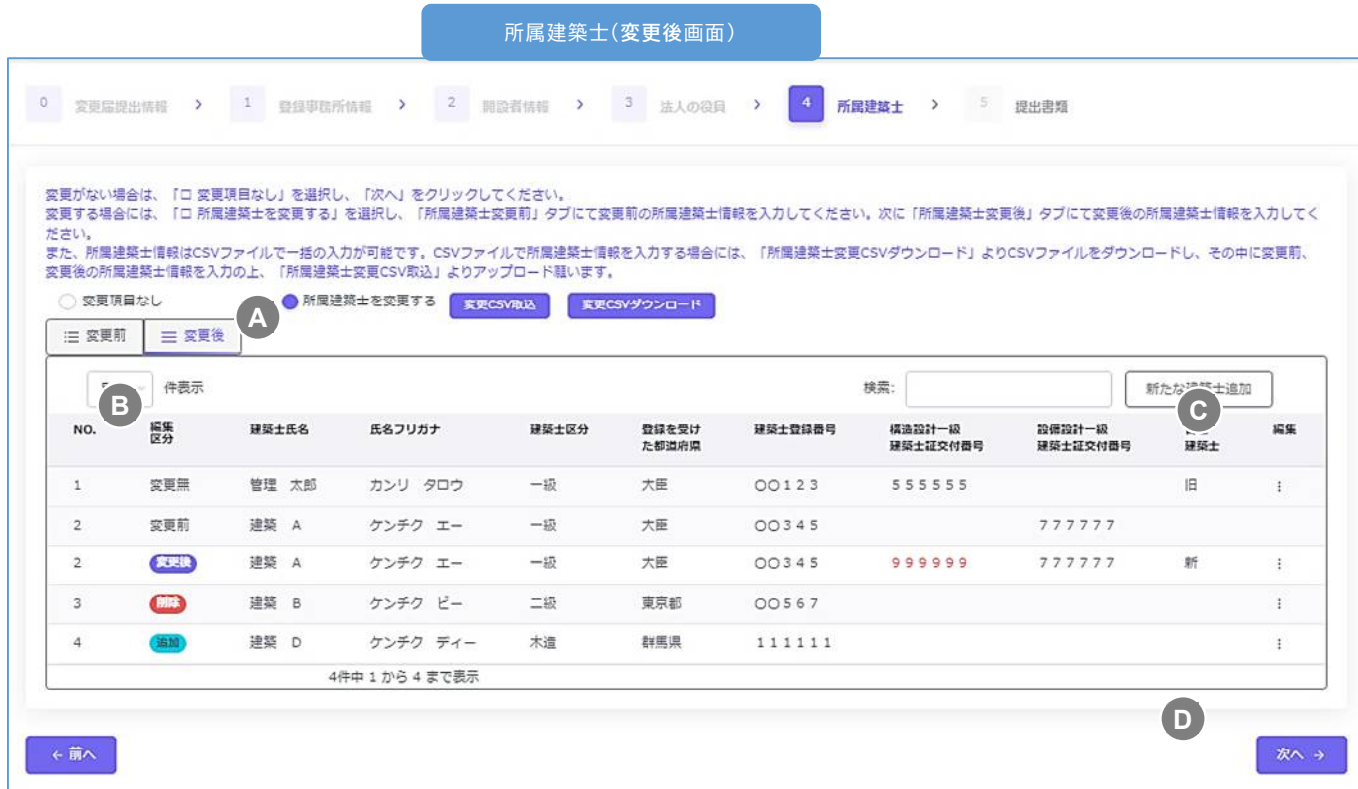 所属建築士(変更後画面)
0 変更届提出情報 > 1 登録事務所情報 > 2 開設者情報 > 3 法人の役員 > 4 所属建築士 > 5 提出書類
変更がない場合は、「ロ 変更項目なし」を選択し、「次へ」をクリックしてください。
変更する場合には、「ロ 所属建築士を変更する」を選択し、「所属建築士変更前」タブにて変更前の所属建築士情報を入力してください。次に「所属建築士変更後」タブにて変更後の所属建築士情報を入力してく
ださい。
また、所属建築士情報はCSVファイルで一括の入力が可能です。CSVファイルで所属建築士情報を入力する場合には、「所属建築士変更CSVダウンロード」よりCSVファイルをダウンロードし、その中に変更前、
変更後の所属建築士情報を入力の上、「所属建築士変更CSV取込」よりアップロード願います。
変更項目なし 所属建築士を変更する 変更CSV取込 変更CSVダウンロード
A
変更前 変更後
件表示 検索: 新たな建築士追加
B C
NO. 編集区分 建築士氏名 氏名フリガナ 建築士区分 登録を受けた都道府県 建築士登録番号 構造設計一級建築士証交付番号 設備設計一級建築士証交付番号 建築士 編集
1 変更無 管理 太郎 カンリ タロウ 一級 大臣 〇〇123 555555 旧 ⋮
2 変更前 建築 A ケンチク エー 一級 大臣 〇〇345 777777
2 変更後 建築 A ケンチク エー 一級 大臣 〇〇345 999999 777777 新 ⋮
3 削除 建築 B ケンチク ビー 二級 東京都 〇〇567 ⋮
4 追加 建築 D ケンチク ディー 木造 群馬県 111111 ⋮
4件中 1 から 4 まで表示
D
← 前へ 次へ →